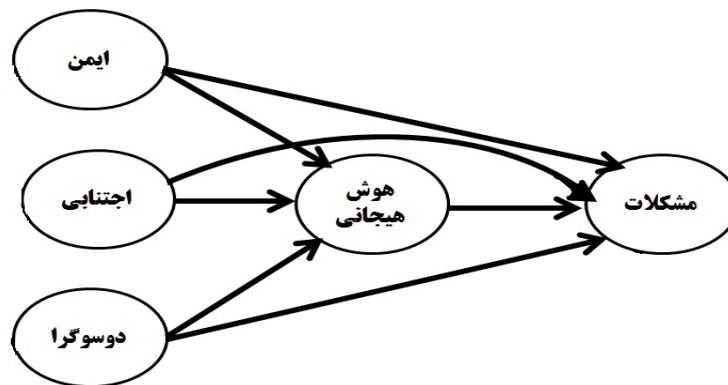 ایمن
اجتنابی
هوش
هیجانی
مشکلات
دوسوگرا